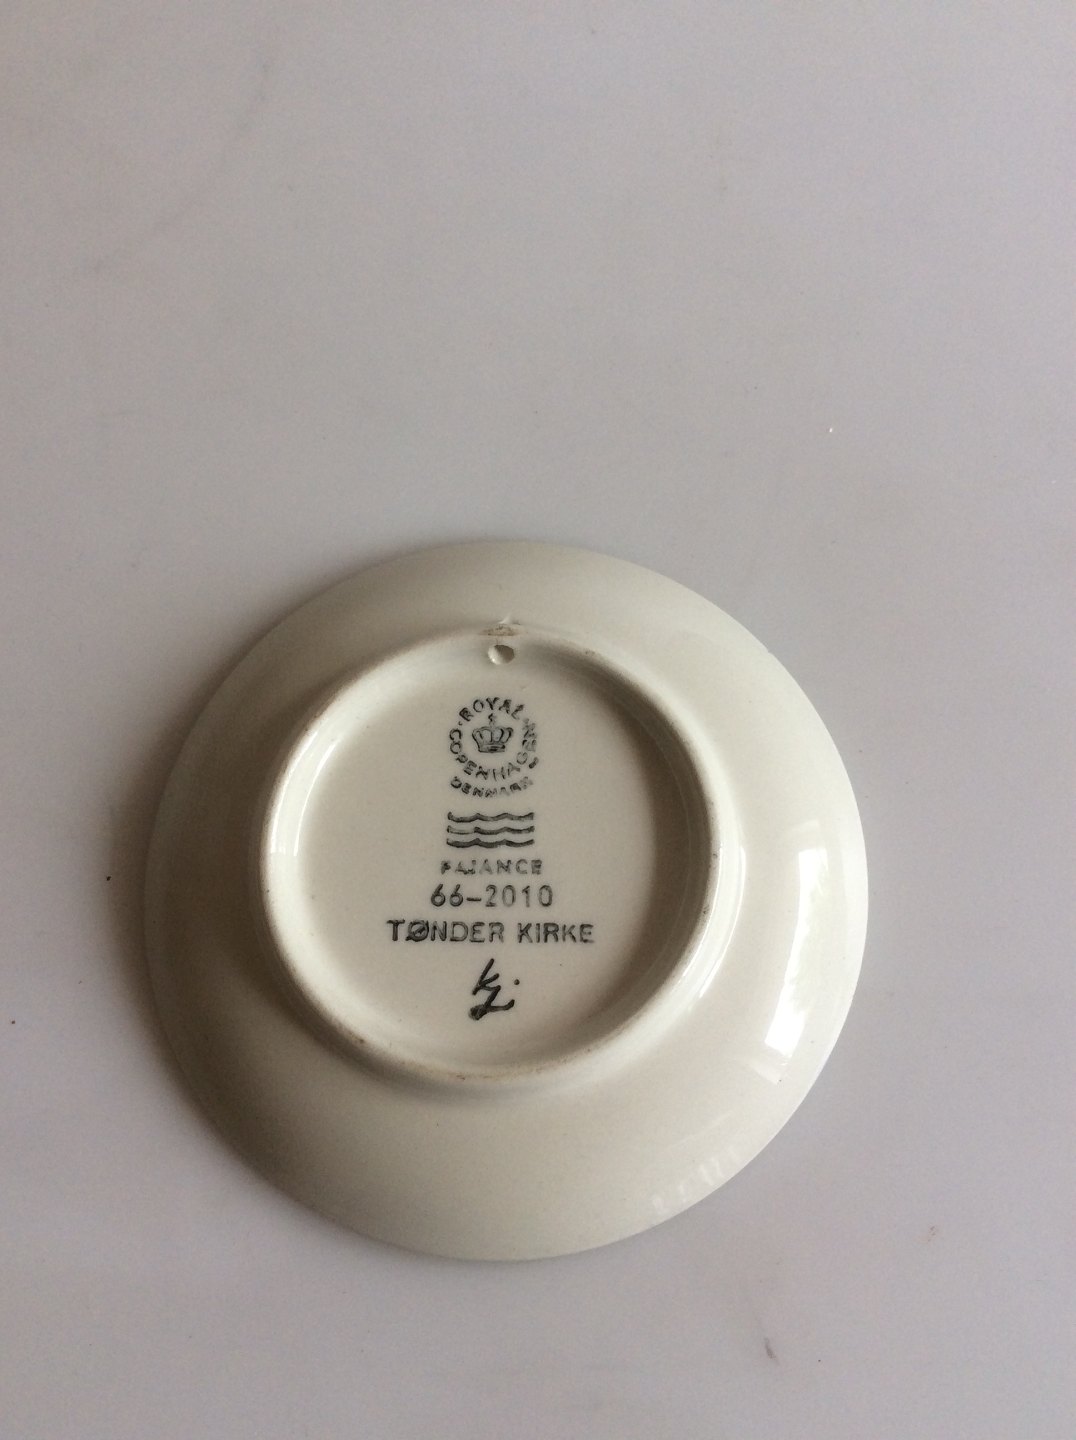 ROYAL
COPENHAGEN
DENMARK
FAJANCE
66-2010
TØNDER KIRKE